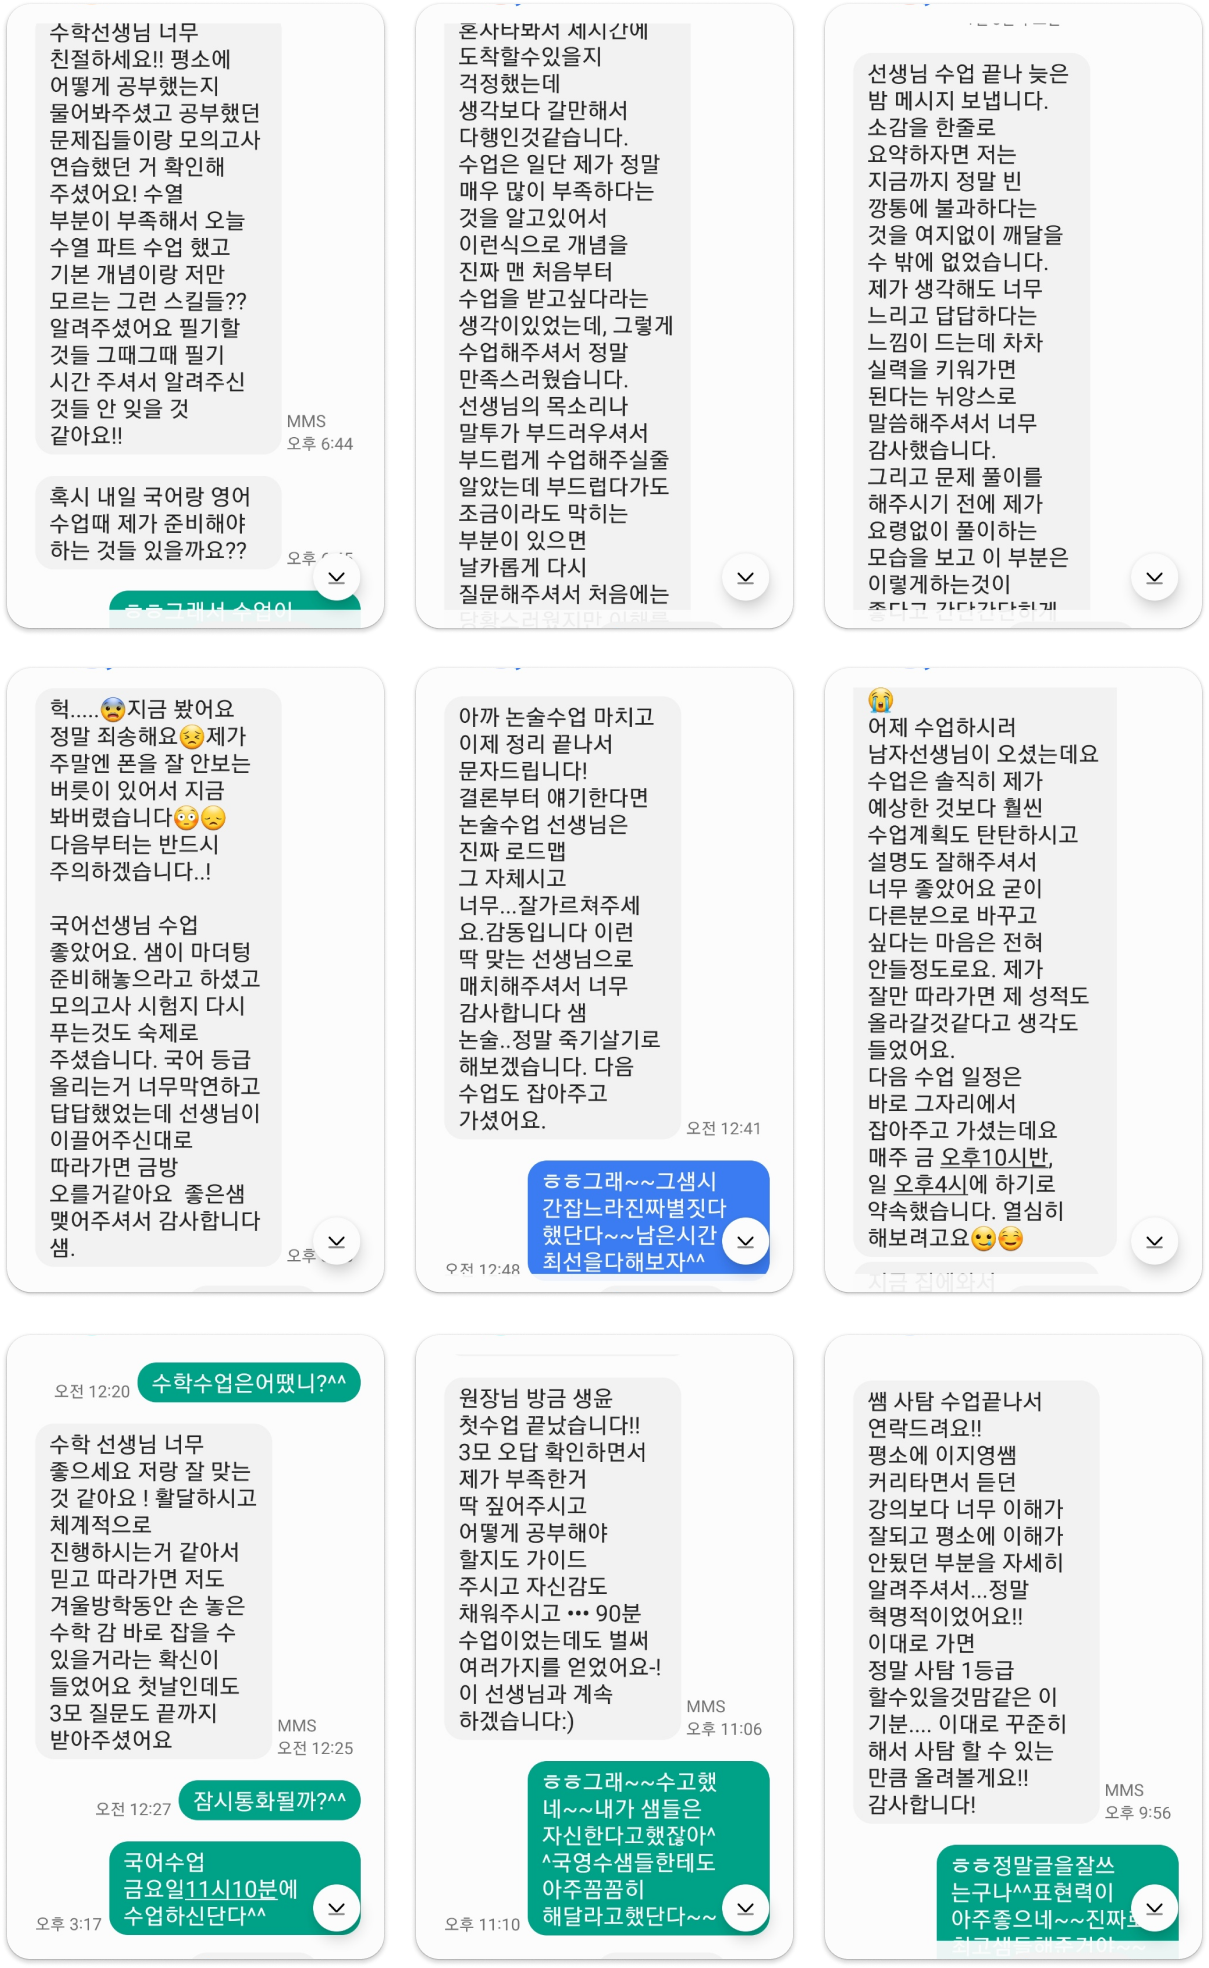 수학선생님 너무
친절하세요!! 평소에
어떻게 공부했는지
물어봐주셨고 공부했던
문제집들이랑 모의고사
연습했던 거 확인해
주셨어요! 수열
부분이 부족해서 오늘
수열 파트 수업 했고
기본 개념이랑 저만
모르는 그런 스킬들??
알려주셨어요 필기할
것들 그때그때 필기
시간 주셔서 알려주신
것들 안 잊을 것
같아요!!
MMS
오후 6:44
혹시 내일 국어랑 영어
수업때 제가 준비해야
하는 것들 있을까요??
오후
ㅎㅎ그래서 수업이
혼자타봐서 제시간에
도착할수있을지
걱정했는데
생각보다 갈만해서
다행인것같습니다.
수업은 일단 제가 정말
매우 많이 부족하다는
것을 알고있어서
이런식으로 개념을
진짜 맨 처음부터
수업을 받고싶다라는
생각이있었는데, 그렇게
수업해주셔서 정말
만족스러웠습니다.
선생님의 목소리나
말투가 부드러우셔서
부드럽게 수업해주실줄
알았는데 부드럽다가도
조금이라도 막히는
부분이 있으면
날카롭게 다시
질문해주셔서 처음에는
당황스러웠지만 이해를
선생님 수업 끝나 늦은
밤 메시지 보냅니다.
소감을 한줄로
요약하자면 저는
지금까지 정말 빈
깡통에 불과하다는
것을 여지없이 깨달을
수 밖에 없었습니다.
제가 생각해도 너무
느리고 답답하다는
느낌이 드는데 차차
실력을 키워가면
된다는 뉘앙스로
말씀해주셔서 너무
감사했습니다.
그리고 문제 풀이를
해주시기 전에 제가
요령없이 풀이하는
모습을 보고 이 부분은
이렇게하는것이
좋다고 간단간단하게
헉.....😨지금 봤어요
정말 죄송해요😣제가
주말엔 폰을 잘 안보는
버릇이 있어서 지금
봐버렸습니다😳😞
다음부터는 반드시
주의하겠습니다..!
국어선생님 수업
좋았어요. 샘이 마더텅
준비해놓으라고 하셨고
모의고사 시험지 다시
푸는것도 숙제로
주셨습니다. 국어 등급
올리는거 너무막연하고
답답했었는데 선생님이
이끌어주신대로
따라가면 금방
오를거같아요  좋은샘
맺어주셔서 감사합니다
샘.
오후
아까 논술수업 마치고
이제 정리 끝나서
문자드립니다!
결론부터 얘기한다면
논술수업 선생님은
진짜 로드맵
그 자체시고
너무...잘가르쳐주세
요.감동입니다 이런
딱 맞는 선생님으로
매치해주셔서 너무
감사합니다 샘
논술..정말 죽기살기로
해보겠습니다. 다음
수업도 잡아주고
가셨어요.
오전 12:41
ㅎㅎ그래~~그샘시
간잡느라진짜별짓다
했단다~~남은시간
최선을다해보자^^
오전 12:48
😭
어제 수업하시러
남자선생님이 오셨는데요
수업은 솔직히 제가
예상한 것보다 훨씬
수업계획도 탄탄하시고
설명도 잘해주셔서
너무 좋았어요 굳이
다른분으로 바꾸고
싶다는 마음은 전혀
안들정도로요. 제가
잘만 따라가면 제 성적도
올라갈것같다고 생각도
들었어요.
다음 수업 일정은
바로 그자리에서
잡아주고 가셨는데요
매주 금 오후10시반,
일 오후4시에 하기로
약속했습니다. 열심히
해보려고요🥲☺️
지금 집에와서
오전 12:20
수학수업은어땠니?^^
수학 선생님 너무
좋으세요 저랑 잘 맞는
것 같아요 ! 활달하시고
체계적으로
진행하시는거 같아서
믿고 따라가면 저도
겨울방학동안 손 놓은
수학 감 바로 잡을 수
있을거라는 확신이
들었어요 첫날인데도
3모 질문도 끝까지
받아주셨어요
MMS
오전 12:25
오전 12:27
잠시통화될까?^^
국어수업
금요일11시10분에
수업하신단다^^
오후 3:17
원장님 방금 생윤
첫수업 끝났습니다!!
3모 오답 확인하면서
제가 부족한거
딱 짚어주시고
어떻게 공부해야
할지도 가이드
주시고 자신감도
채워주시고 ••• 90분
수업이었는데도 벌써
여러가지를 얻었어요-!
이 선생님과 계속
하겠습니다:)
MMS
오후 11:06
ㅎㅎ그래~~수고했
네~~내가 샘들은
자신한다고했잖아^
^국영수샘들한테도
아주꼼꼼히
해달라고했단다~~
오후 11:10
쌤 사탐 수업끝나서
연락드려요!!
평소에 이지영쌤
커리타면서 듣던
강의보다 너무 이해가
잘되고 평소에 이해가
안됬던 부분을 자세히
알려주셔서...정말
혁명적이었어요!!
이대로 가면
정말 사탐 1등급
할수있을것맘같은 이
기분.... 이대로 꾸준히
해서 사탐 할 수 있는
만큼 올려볼게요!!
감사합니다!
MMS
오후 9:56
ㅎㅎ정말글을잘쓰
는구나^^표현력이
아주좋으네~~진짜